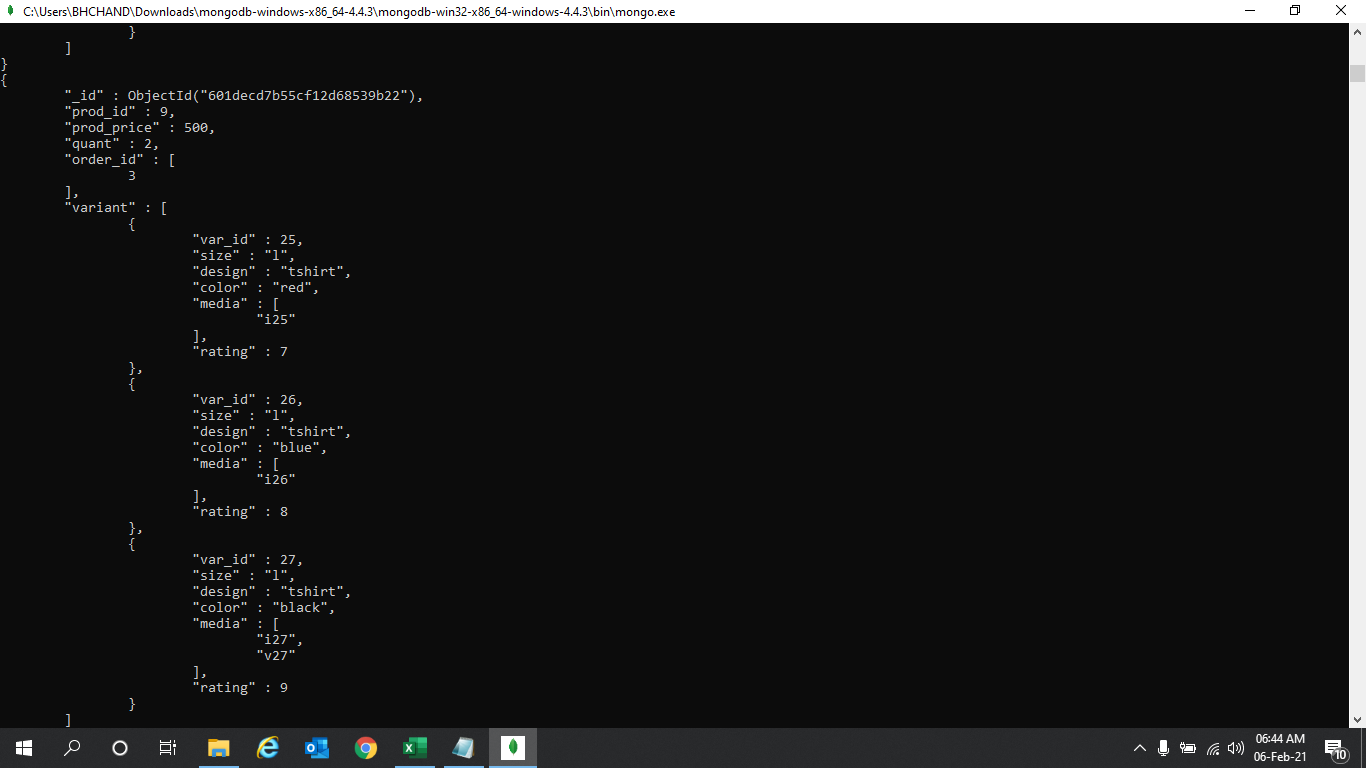 C:\Users\BHCHAND\Downloads\mongodb-windows-x86_64-4.4.3\mongodb-win32-x86_64-windows-4.4.3\bin\mongo.exe
}
]
}
{
"_id" : ObjectId("601decd7b55cf12d68539b22"),
"prod_id" : 9,
"prod_price" : 500,
"quant" : 2,
"order_id" : [
3
],
"variant" : [
{
"var_id" : 25,
"size" : "l",
"design" : "tshirt",
"color" : "red",
"media" : [
"i25"
],
"rating" : 7
},
{
"var_id" : 26,
"size" : "l",
"design" : "tshirt",
"color" : "blue",
"media" : [
"i26"
],
"rating" : 8
},
{
"var_id" : 27,
"size" : "l",
"design" : "tshirt",
"color" : "black",
"media" : [
"i27",
"v27"
],
"rating" : 9
}
]
06:44 AM
06-Feb-21
10